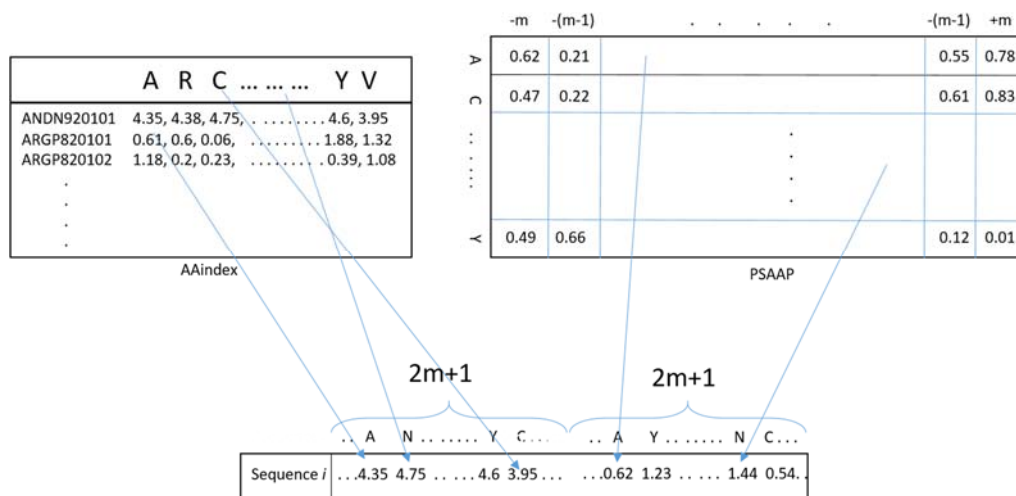 A R C ... ... ... Y V
ANDN920101 4.35, 4.38, 4.75, . ......... 4.6, 3.95
ARGP820101 0.61, 0.6, 0.06, .......... 1.88, 1.32
ARGP820102 1.18, 0.2, 0.23, ......... 0.39, 1.08
.
.
.
.
AAindex
-m -(m-1) . . . . . -(m-1) +m
A 0.62 0.21 0.55 0.78
C 0.47 0.22 0.61 0.83
Y 0.49 0.66 0.12 0.01
PSAAP
2m+1 2m+1
.. A N .. ...... Y C.... .. A Y ....... N C...
Sequence i ...4.35 4.75 .. ... 4.6 3.95 ... ...0.62 1.23 .. ... 1.44 0.54..